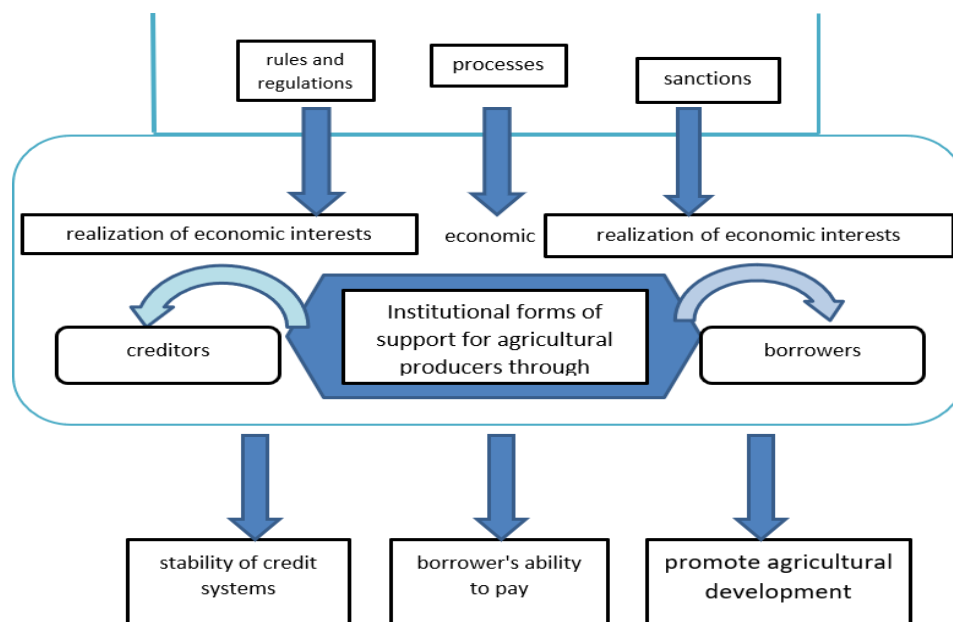 rules and
regulations
processes
sanctions
realization of economic interests
economic
realization of economic interests
creditors
Institutional forms of
support for agricultural
producers through
borrowers
stability of credit
systems
borrower's ability
to pay
promote agricultural
development